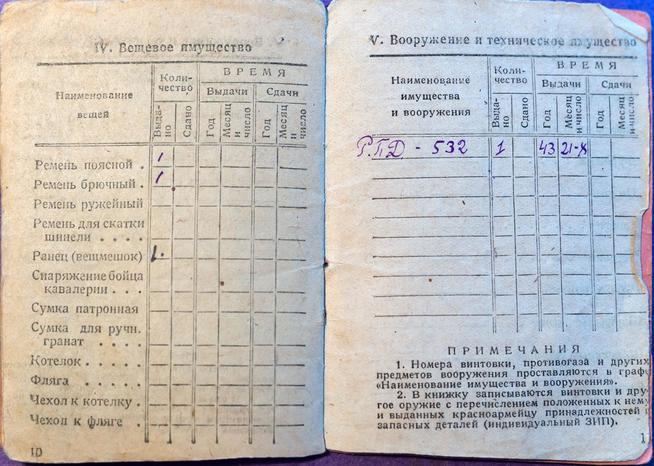 IV. Вещевое имущество
Наименование вещей
Коли-
чество
ВРЕМЯ
Выдачи
Сдачи
Выда-
но
Сдано
Год
Месяц
и число
Год
Месяц
и число
Ремень поясной . 1
Ремень брючный . 1
Ремень ружейный
Ремень для скатки
шинели . . . .
Ранец (вещмешок) 1
Снаряжение бойца
кавалерии . . .
Сумка патронная
Сумка для ручн.
гранат . . . .
Котелок . . . . .
Фляга . . . . .
Чехол к котелку .
Чехол к фляге .
10
V. Вооружение и техническое имущество
Наименование
имущества
и вооружения
Коли-
чество
ВРЕМЯ
Выдачи
Сдачи
Выда-
но
Сдано
Год
Месяц
и число
Год
Месяц
и число
РПД - 532 1 43 21-X
ПРИМЕЧАНИЯ
1. Номера винтовки, противогаза и других
предметов вооружения проставляются в графе
«Наименование имущества и вооружения».
2. В книжку записываются винтовки и дру-
гое оружие с перечислением положенных к нему
и выданных красноармейцу принадлежностей и
запасных деталей (индивидуальный ЗИП).